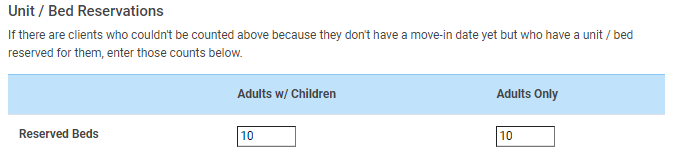 Unit / Bed Reservations
If there are clients who couldn't be counted above because they don't have a move-in date yet but who have a unit / bed
reserved for them, enter those counts below.
Adults w/ Children Adults Only
Reserved Beds 10 10